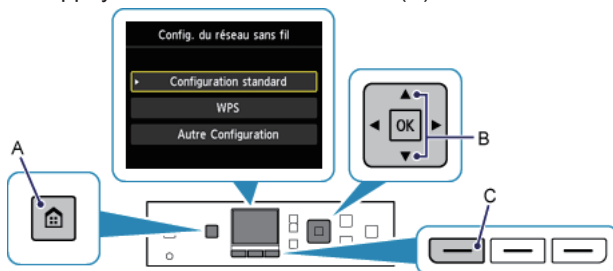 Config. du réseau sans fil
Configuration standard
WPS
Autre Configuration
A
OK
B
C